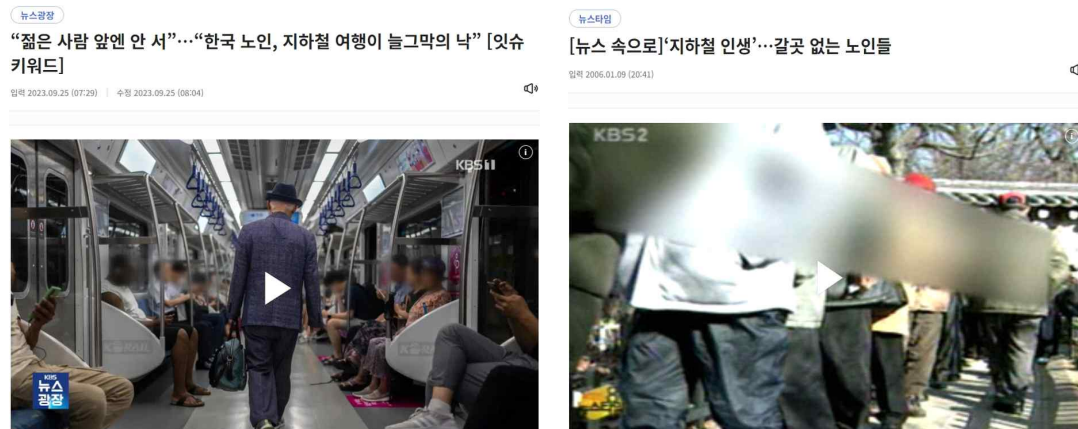 뉴스광장
“젊은 사람 앞엔 안 서”…“한국 노인, 지하철 여행이 늘그막의 낙” [잇슈
키워드]
입력 2023.09.25 (07:29) | 수정 2023.09.25 (08:04)
KBS1
KORAIL
KORAIL
KBS
뉴스
광장
뉴스타임
[뉴스 속으로]‘지하철 인생’…갈곳 없는 노인들
입력 2006.01.09 (20:41)
KBS2